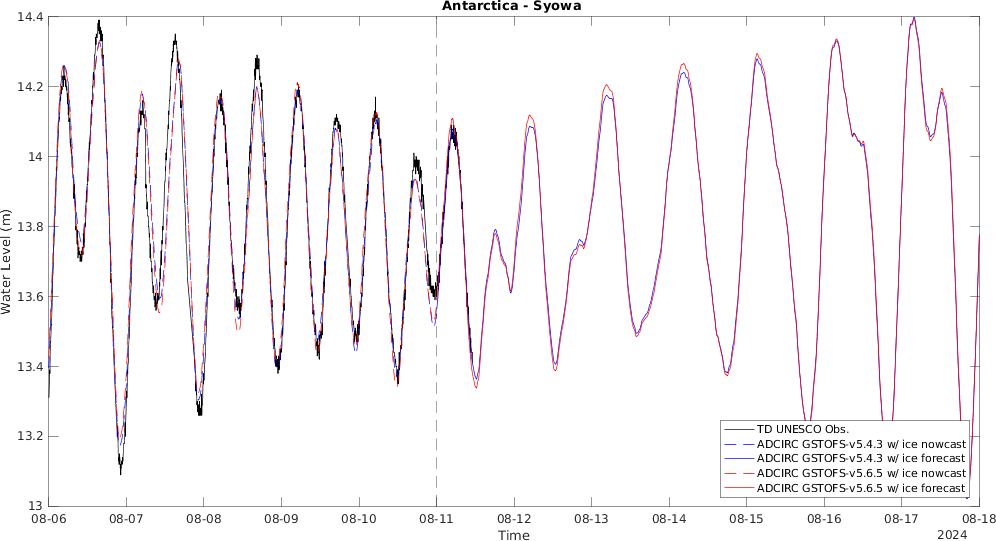 Antarctica - Syowa
14.4
14.2
14
13.8
13.6
13.4
13.2
13
Water Level (m)
08-06 08-07 08-08 08-09 08-10 08-11 08-12 08-13 08-14 08-15 08-16 08-17 08-18
Time
2024
TD UNESCO Obs.
ADCIRC GSTOFS-v5.4.3 w/ ice nowcast
ADCIRC GSTOFS-v5.4.3 w/ ice forecast
ADCIRC GSTOFS-v5.6.5 w/ ice nowcast
ADCIRC GSTOFS-v5.6.5 w/ ice forecast